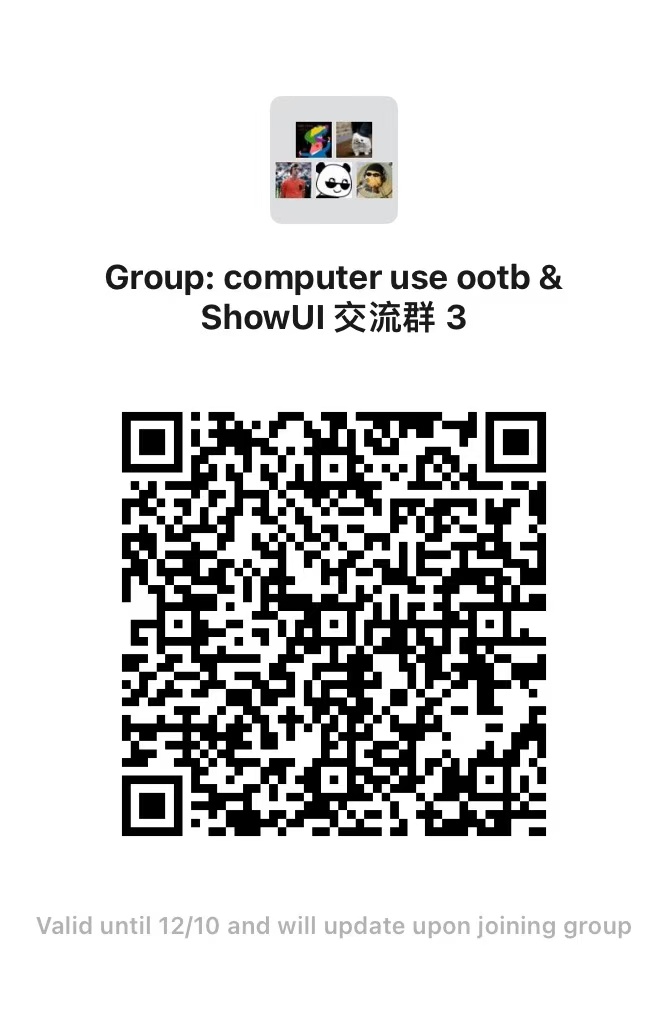 Group: computer use ootb &
ShowUI 交流群 3
Valid until 12/10 and will update upon joining group